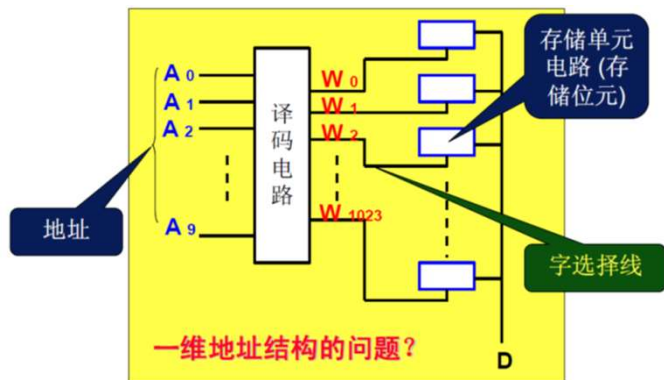 A0
A1
A2
A9
地址
译码电路
W0
W1
W2
W1023
存储单元
电路 (存
储位元)
字选择线
一维地址结构的问题？
D